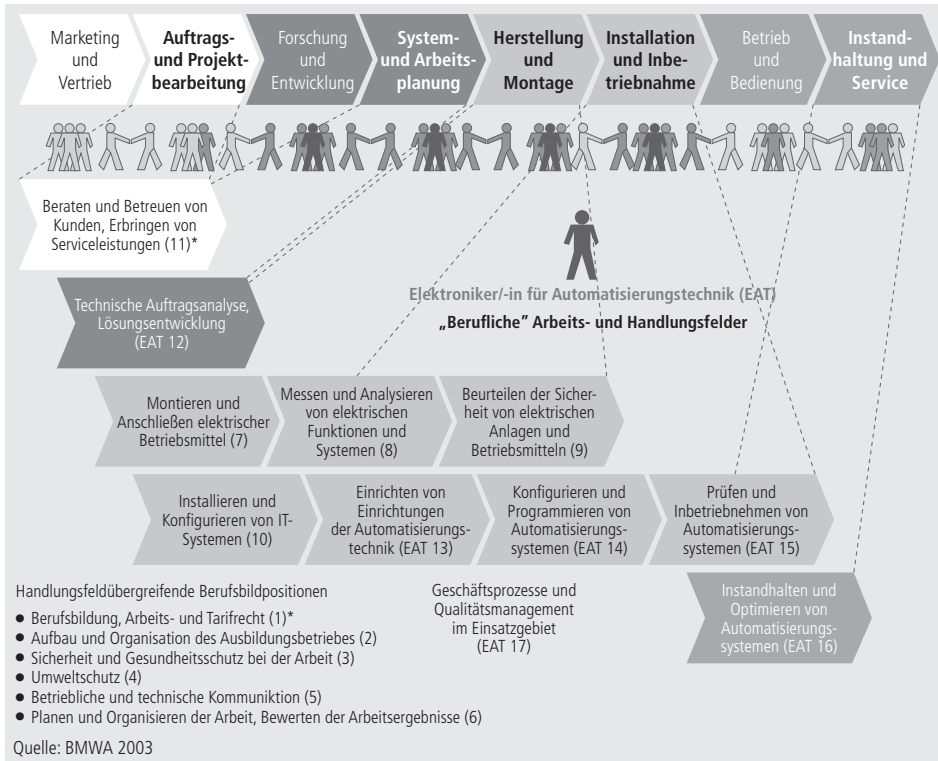 Marketing
und
Vertrieb
Auftrags-
und Projekt-
bearbeitung
Forschung
und
Entwicklung
System-
und Arbeits-
planung
Herstellung
und
Montage
Installation
und Inbe-
triebnahme
Betrieb
und
Bedienung
Instand-
haltung und
Service
Beraten und Betreuen von
Kunden, Erbringen von
Serviceleistungen (11)*
Elektroniker/-in für Automatisierungstechnik (EAT)
„Berufliche” Arbeits- und Handlungsfelder
Technische Auftragsanalyse,
Lösungsentwicklung
(EAT 12)
Montieren und
Anschließen elektrischer
Betriebsmittel (7)
Messen und Analysieren
von elektrischen
Funktionen und
Systemen (8)
Beurteilen der Sicher-
heit von elektrischen
Anlagen und
Betriebsmitteln (9)
Installieren und
Konfigurieren von IT-
Systemen (10)
Einrichten von
Einrichtungen
der Automatisierungs-
technik (EAT 13)
Konfigurieren und
Programmieren von
Automatisierungs-
systemen (EAT 14)
Prüfen und
Inbetriebnehmen von
Automatisierungs-
systemen (EAT 15)
Geschäftsprozesse und
Qualitätsmanagement
im Einsatzgebiet
(EAT 17)
Instandhalten und
Optimieren von
Automatisierungs-
systemen (EAT 16)
Handlungsfeldübergreifende Berufsbildpositionen
• Berufsbildung, Arbeits- und Tarifrecht (1)*
• Aufbau und Organisation des Ausbildungsbetriebes (2)
• Sicherheit und Gesundheitsschutz bei der Arbeit (3)
• Umweltschutz (4)
• Betriebliche und technische Kommuniktion (5)
• Planen und Organisieren der Arbeit, Bewerten der Arbeitsergebnisse (6)
Quelle: BMWA 2003